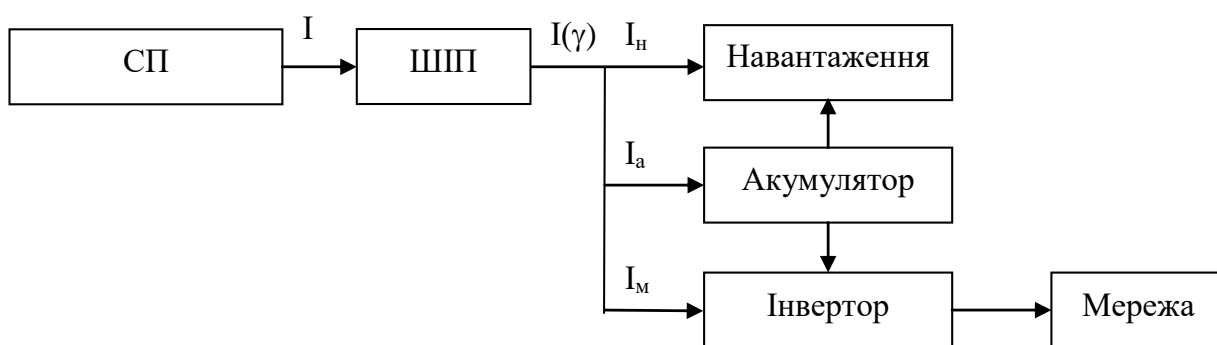 СП
I
ШІП
I(γ)
Iн
Навантаження
Iа
Акумулятор
Iм
Інвертор
Мережа